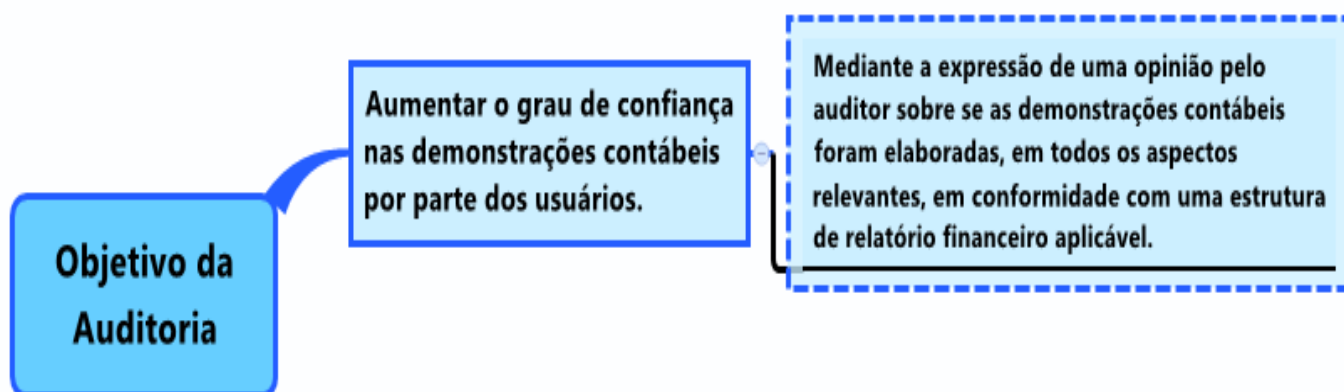 Objetivo da
Auditoria
Aumentar o grau de confiança
nas demonstrações contábeis
por parte dos usuários.
Mediante a expressão de uma opinião pelo
auditor sobre se as demonstrações contábeis
foram elaboradas, em todos os aspectos
relevantes, em conformidade com uma estrutura
de relatório financeiro aplicável.